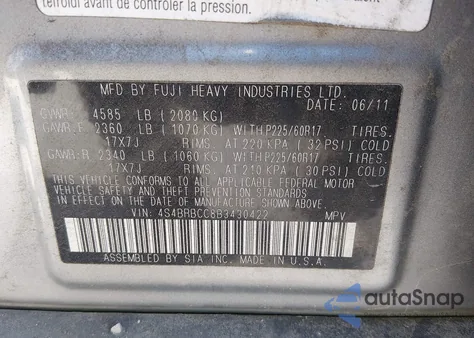 terfroidi avant de contrôler la pression.
MFD. BY FUJI HEAVY INDUSTRIES LTD.
DATE: 06/11
GVWR: 4585 LB ( 2080 KG)
GAWR:F. 2360 LB ( 1070 KG) WITH P225/60R17 TIRES.
17X7J RIMS. AT 220 KPA ( 32 PSI) COLD
GAWR:R. 2340 LB ( 1060 KG) WITH P225/60R17 TIRES.
17X7J RIMS. AT 210 KPA ( 30 PSI) COLD
THIS VEHICLE CONFORMS TO ALL APPLICABLE FEDERAL MOTOR
VEHICLE SAFETY AND BUMPER STANDARDS IN EFFECT ON THE
DATE OF MANUFACTURE SHOWN ABOVE.
VIN: 4S4BRBCC8B3430422 MPV
ASSEMBLED BY SIA INC. MADE IN U.S.A.
autoSnap